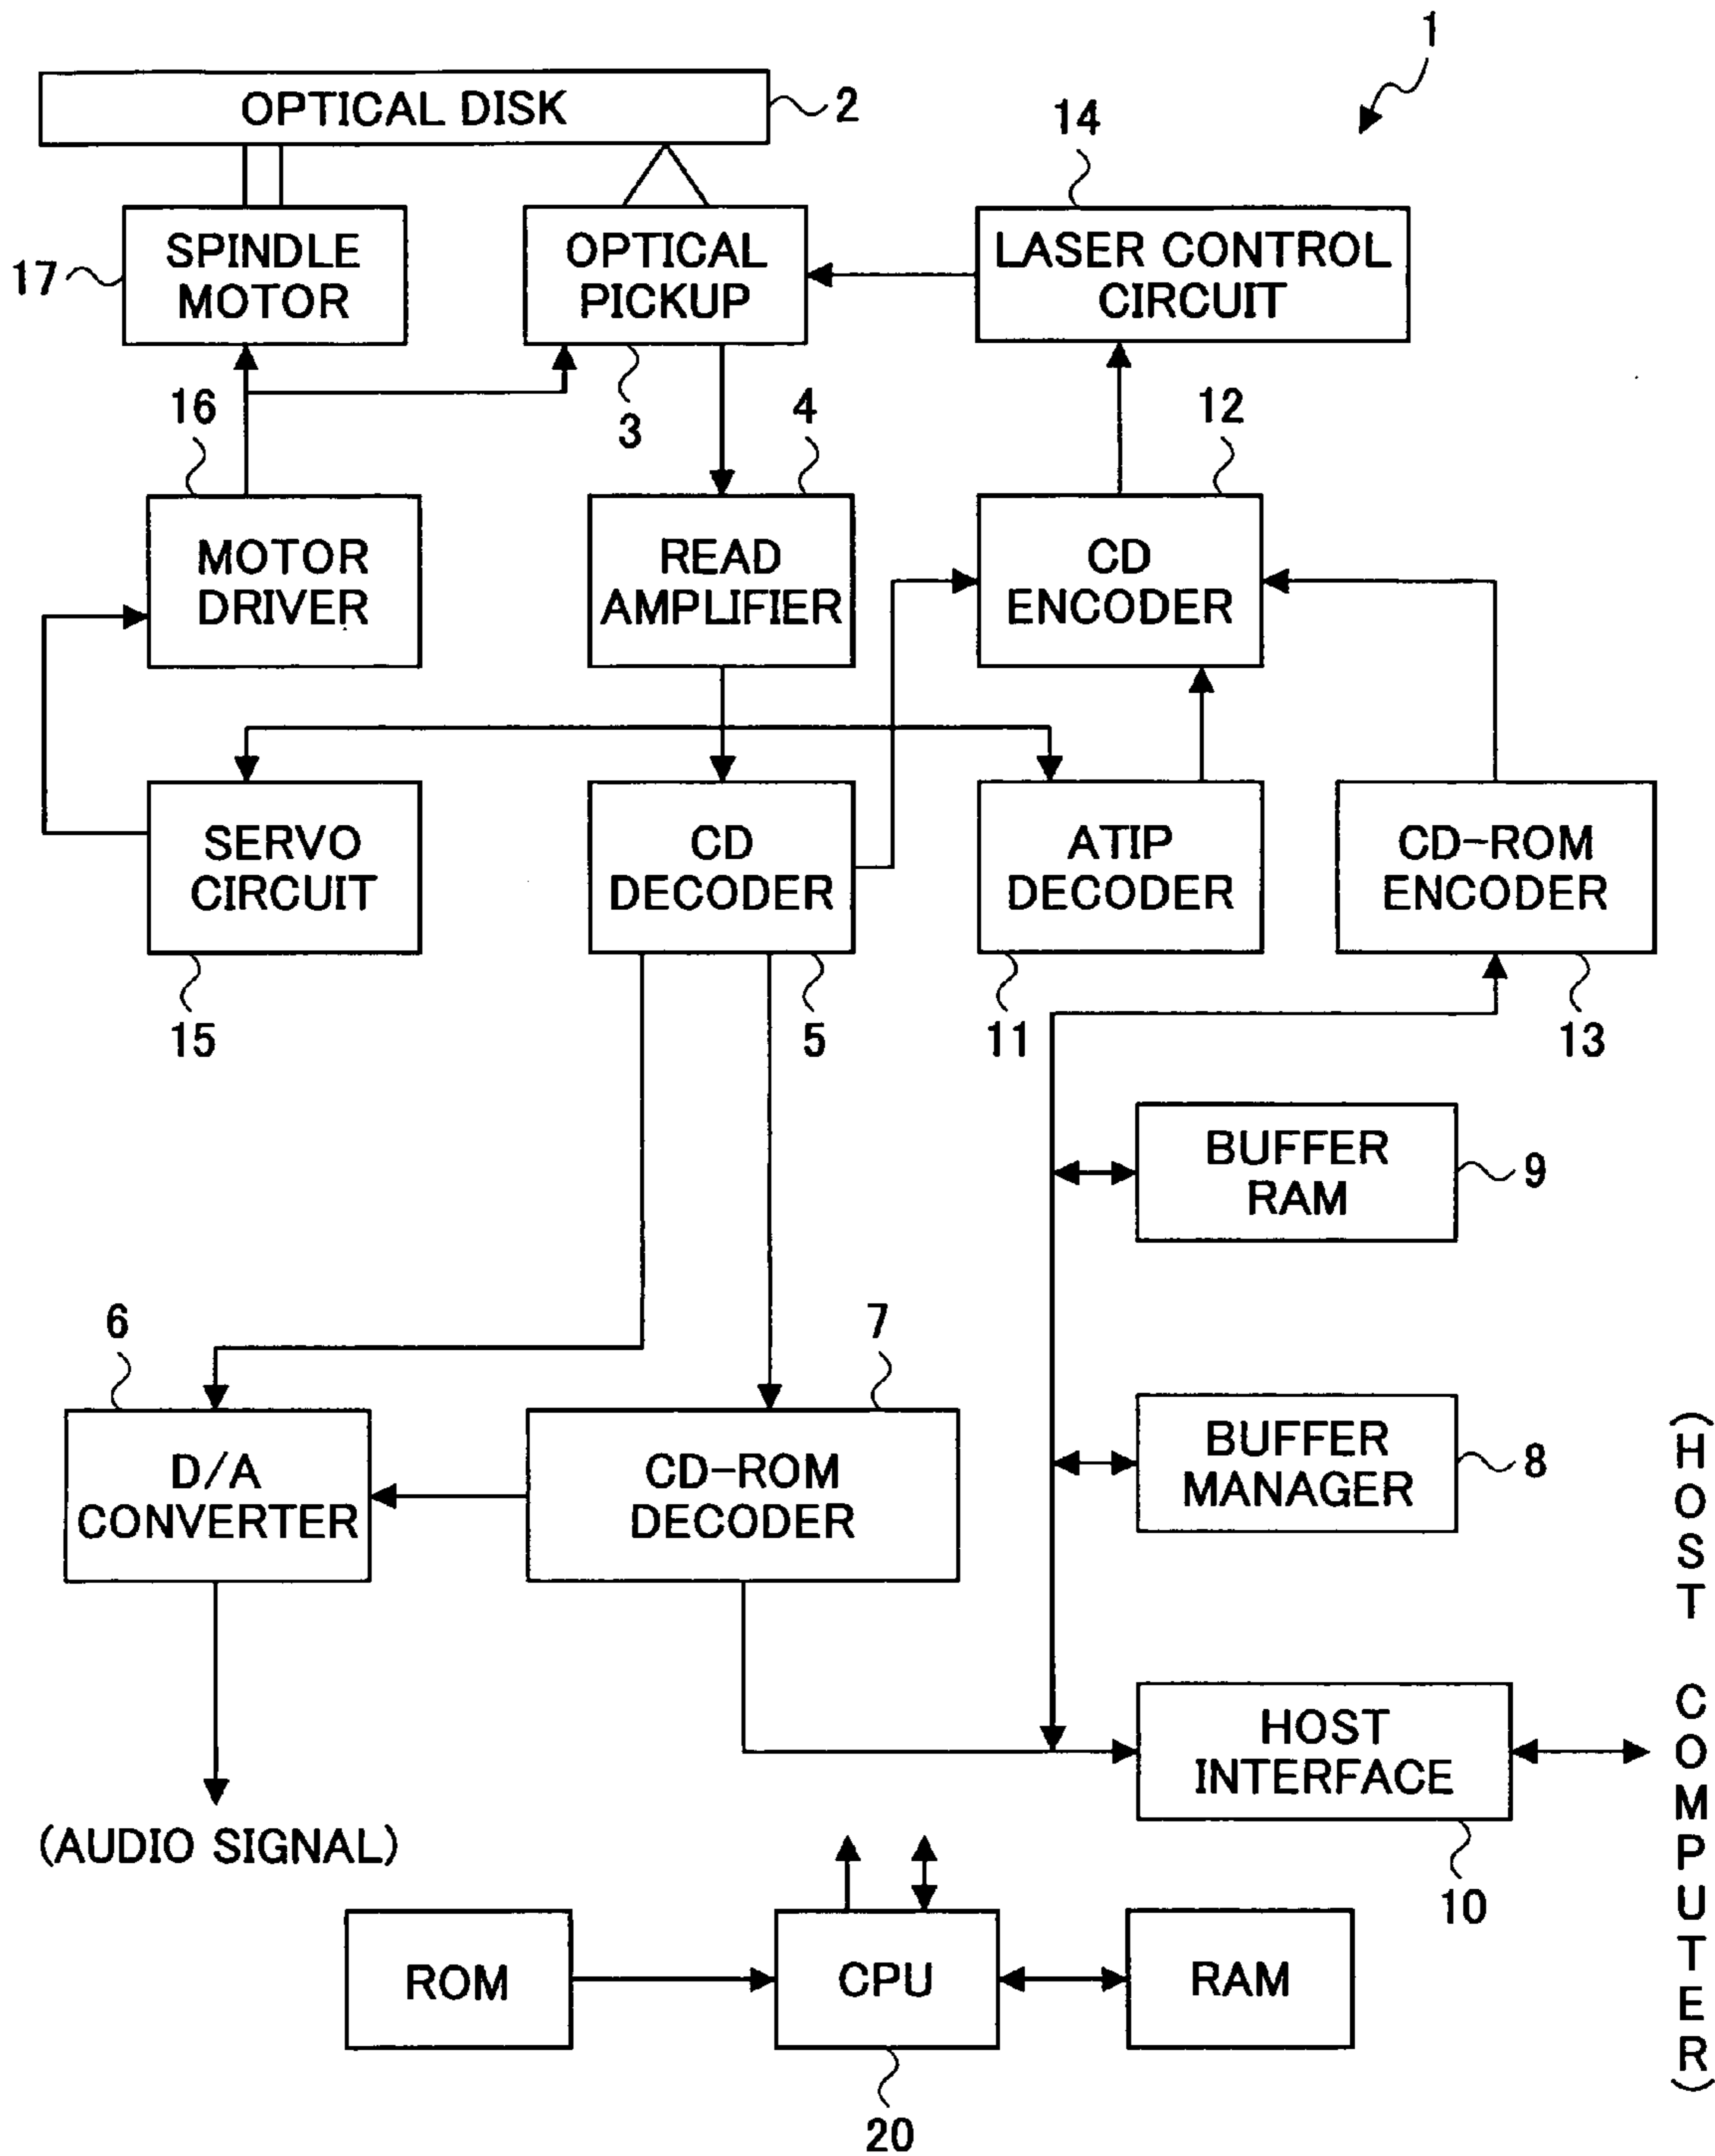 1
OPTICAL DISK
2
14
SPINDLE
MOTOR
17
OPTICAL
PICKUP
LASER CONTROL
CIRCUIT
16
3
4
12
MOTOR
DRIVER
READ
AMPLIFIER
CD
ENCODER
SERVO
CIRCUIT
CD
DECODER
ATIP
DECODER
CD-ROM
ENCODER
15
5
11
13
BUFFER
RAM
9
6
7
D/A
CONVERTER
CD-ROM
DECODER
BUFFER
MANAGER
8
(HOST COMPUTER)
HOST
INTERFACE
(AUDIO SIGNAL)
10
ROM
CPU
RAM
20